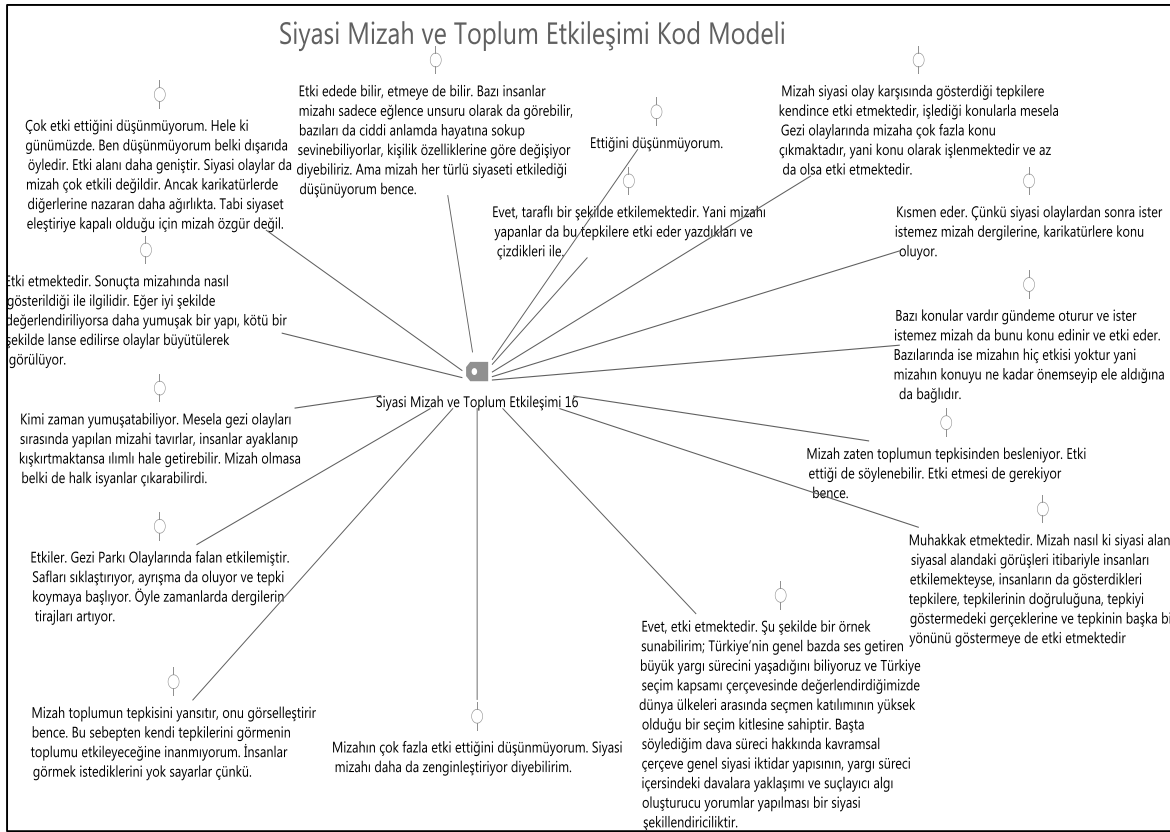 Siyasi Mizah ve Toplum Etkileşimi Kod Modeli
Çok etki ettiğini düşünmüyorum. Hele ki
günümüzde. Ben düşünmüyorum belki dışarıda
öyledir. Etki alanı daha geniştir. Siyasi olaylar da
mizah çok etkili değildir. Ancak karikatürlerde
diğerlerine nazaran daha ağırlıkta. Tabi siyaset
eleştiriye kapalı olduğu için mizah özgür değil.
Etki edede bilir, etmeye de bilir. Bazı insanlar
mizahı sadece eğlence unsuru olarak da görebilir,
bazıları da ciddi anlamda hayatına sokup
sevinebiliyorlar, kişilik özelliklerine göre değişiyor
diyebiliriz. Ama mizah her türlü siyaseti etkilediği
düşünüyorum bence.
Ettiğini düşünmüyorum.
Mizah siyasi olay karşısında gösterdiği tepkilere
kendince etki etmektedir, işlediği konularla mesela
Gezi olaylarında mizaha çok fazla konu
çıkmaktadır, yani konu olarak işlenmektedir ve az
da olsa etki etmektedir.
Evet, taraflı bir şekilde etkilemektedir. Yani mizahı
yapanlar da bu tepkilere etki eder yazdıkları ve
çizdikleri ile.
Kısmen eder. Çünkü siyasi olaylardan sonra ister
istemez mizah dergilerine, karikatürlere konu
oluyor.
Etki etmektedir. Sonuçta mizahında nasıl
gösterildiği ile ilgilidir. Eğer iyi şekilde
değerlendiriliyorsa daha yumuşak bir yapı, kötü bir
şekilde lanse edilirse olaylar büyütülerek
görülüyor.
Bazı konular vardır gündeme oturur ve ister
istemez mizah da bunu konu edinir ve etki eder.
Bazılarında ise mizahın hiç etkisi yoktur yani
mizahın konuyu ne kadar önemseyip ele aldığına
da bağlıdır.
Siyasi Mizah ve Toplum Etkileşimi 16
Kimi zaman yumuşatabiliyor. Mesela gezi olayları
sırasında yapılan mizahi tavırlar, insanlar ayaklanıp
kışkırtmaktansa ılımlı hale getirebilir. Mizah olmasa
belki de halk isyanlar çıkarabilirdi.
Mizah zaten toplumun tepkisinden besleniyor. Etki
ettiği de söylenebilir. Etki etmesi de gerekiyor
bence.
Etkiler. Gezi Parkı Olaylarında falan etkilemiştir.
Safları sıklaştırıyor, ayrışma da oluyor ve tepki
koymaya başlıyor. Öyle zamanlarda dergilerin
tirajları artıyor.
Muhakkak etmektedir. Mizah nasıl ki siyasi alan
siyasal alandaki görüşleri itibariyle insanları
etkilemekteyse, insanların da gösterdikleri
tepkilere, tepkilerinin doğruluğuna, tepkiyi
göstermedeki gerçeklerine ve tepkinin başka bi
yönünü göstermeye de etki etmektedir
Evet, etki etmektedir. Şu şekilde bir örnek
sunabilirim; Türkiye'nin genel bazda ses getiren
büyük yargı sürecini yaşadığını biliyoruz ve Türkiye
seçim kapsamı çerçevesinde değerlendirdiğimizde
dünya ülkeleri arasında seçmen katılımının yüksek
olduğu bir seçim kitlesine sahiptir. Başta
söylediğim dava süreci hakkında kavramsal
çerçeve genel siyasi iktidar yapısının, yargı süreci
içersindeki davalara yaklaşımı ve suçlayıcı algı
oluşturucu yorumlar yapılması bir siyasi
şekillendiriciliktir.
Mizah toplumun tepkisini yansıtır, onu görselleştirir
bence. Bu sebepten kendi tepkilerini görmenin
toplumu etkileyeceğine inanmıyorum. İnsanlar
görmek istediklerini yok sayarlar çünkü.
Mizahın çok fazla etki ettiğini düşünmüyorum. Siyasi
mizahı daha da zenginleştiriyor diyebilirim.